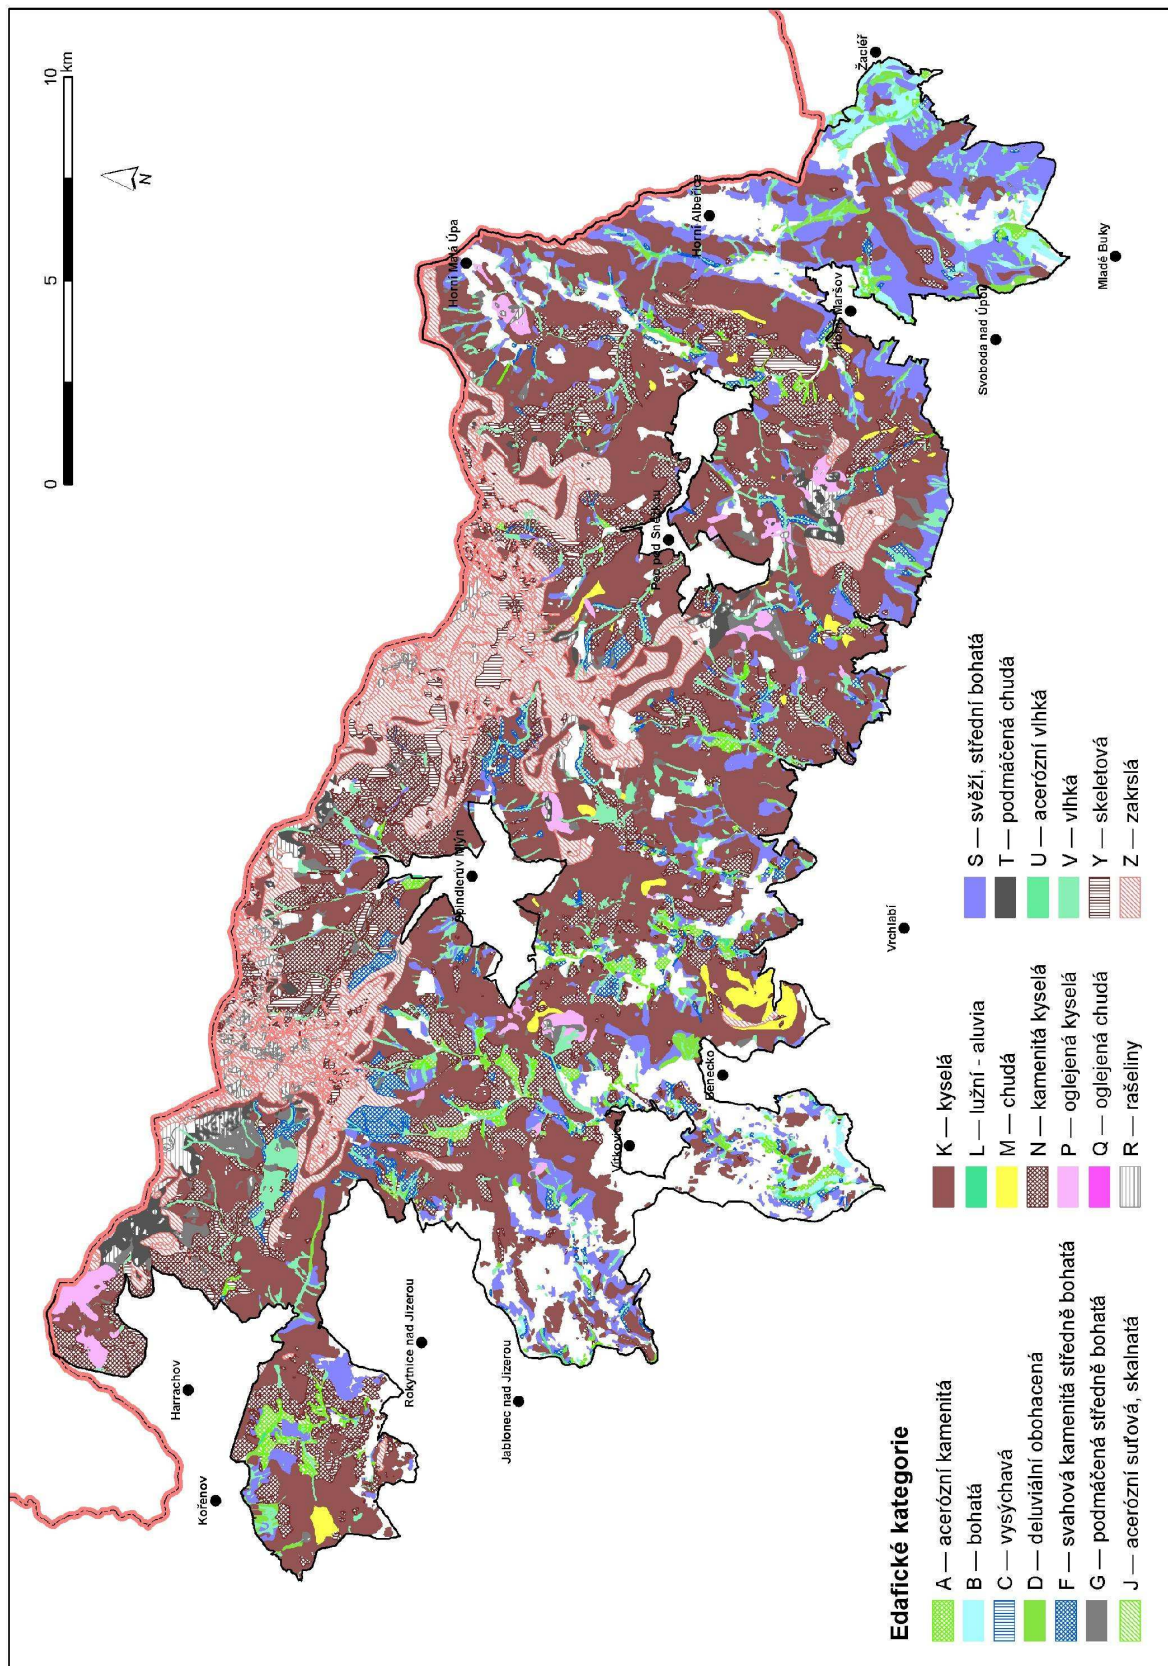 0
5
10
km
N
Žacléř
Horní Malá Úpa
Horní Albeřice
Mladé Buky
Horní Maršov
Svoboda nad Úpou
Pec pod Sněžkou
Špindlerův Mlýn
Vrchlabí
Benecko
Vítkovice
Harrachov
Kořenov
Rokytnice nad Jizerou
Jablonec nad Jizerou
Edafické kategorie
A — acerózní kamenitá
B — bohatá
C — vysýchavá
D — deluviální obohacená
F — svahová kamenitá středně bohatá
G — podmáčená středně bohatá
J — acerózní suťová, skalnatá
K — kyselá
L — lužní - aluvia
M — chudá
N — kamenitá kyselá
P — oglejená kyselá
Q — oglejená chudá
R — rašeliny
S — svěží, střední bohatá
T — podmáčená chudá
U — acerózní vlhká
V — vlhká
Y — skeletová
Z — zakrslá